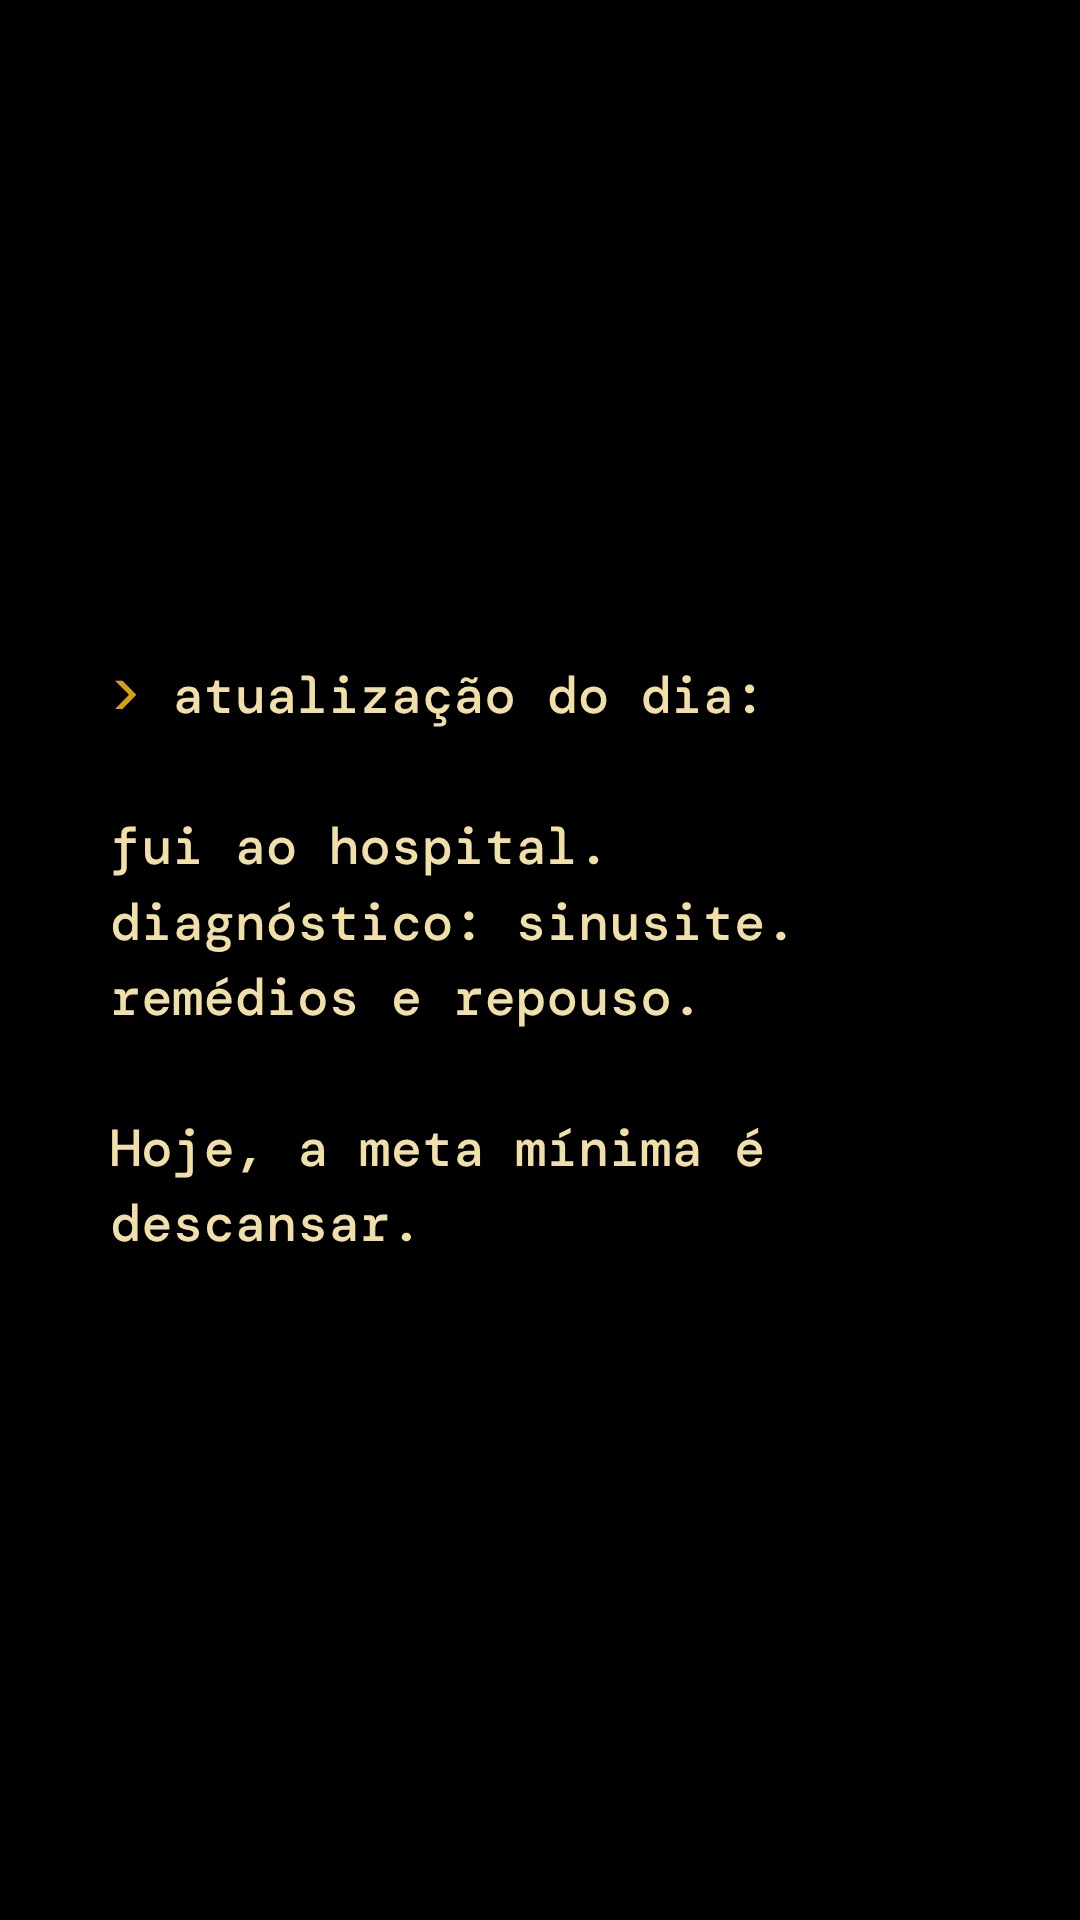 > atualização do dia:
fui ao hospital.
diagnóstico: sinusite.
remédios e repouso.
Hoje, a meta mínima é
descansar.